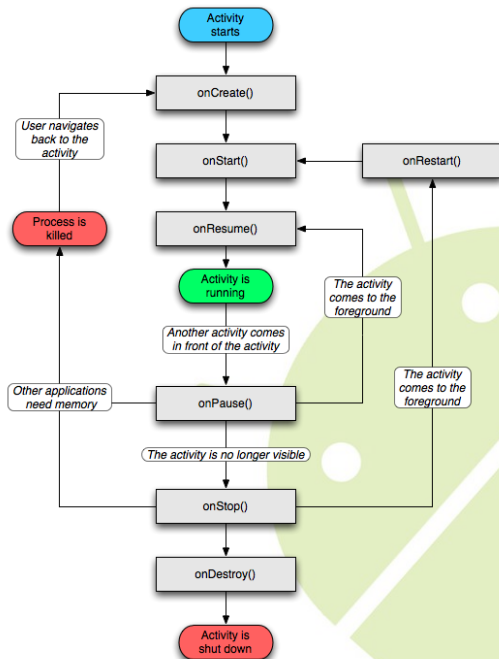 Activity
starts
onCreate()
User navigates
back to the
activity
onStart()
onRestart()
Process is
killed
onResume()
Activity is
running
The activity
comes to the
foreground
Another activity comes
in front of the activity
The activity
comes to the
foreground
Other applications
need memory
onPause()
The activity is no longer visible
onStop()
onDestroy()
Activity is
shut down